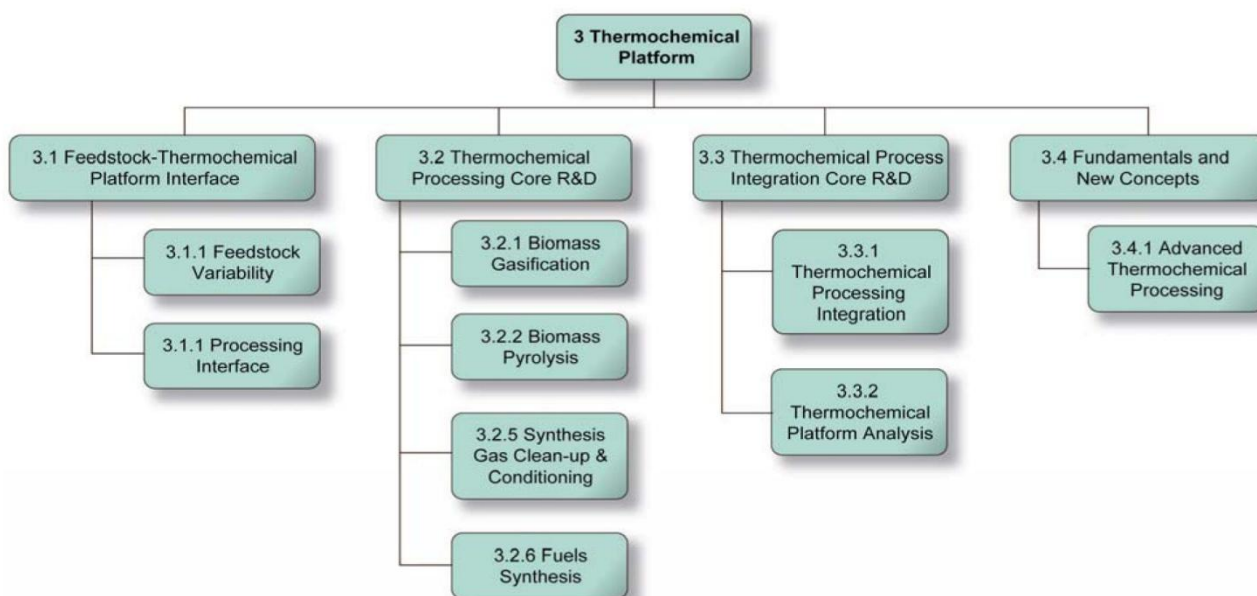 3 Thermochemical
Platform
3.1 Feedstock-Thermochemical
Platform Interface
3.1.1 Feedstock
Variability
3.1.1 Processing
Interface
3.2 Thermochemical
Processing Core R&D
3.2.1 Biomass
Gasification
3.2.2 Biomass
Pyrolysis
3.2.5 Synthesis
Gas Clean-up &
Conditioning
3.2.6 Fuels
Synthesis
3.3 Thermochemical Process
Integration Core R&D
3.3.1
Thermochemical
Processing
Integration
3.3.2
Thermochemical
Platform Analysis
3.4 Fundamentals and
New Concepts
3.4.1 Advanced
Thermochemical
Processing